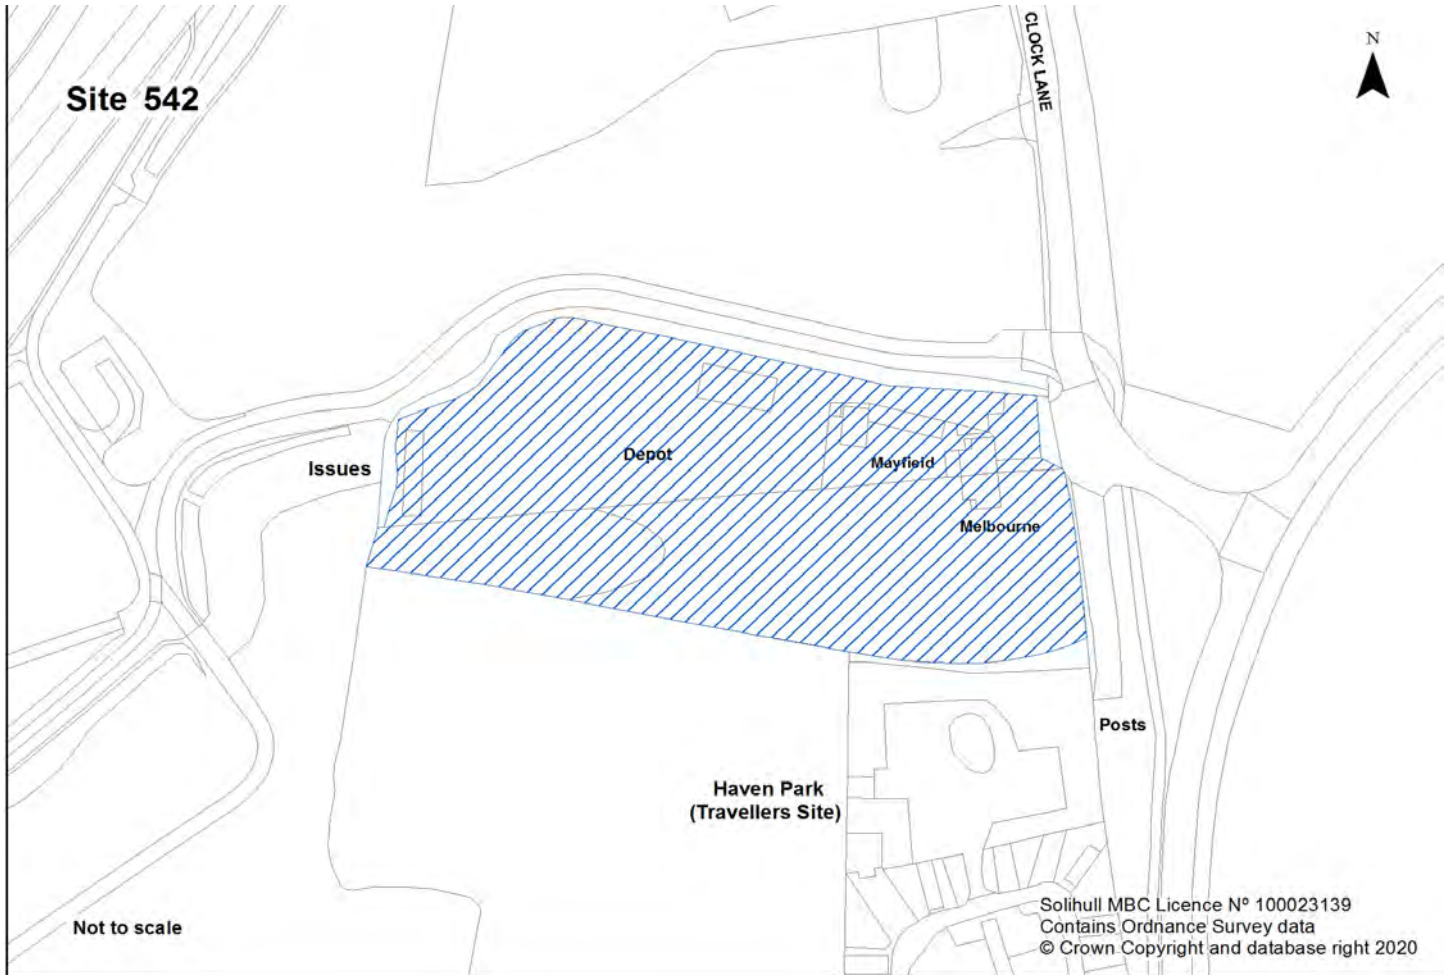 Site 542
CLOCK LANE
N
Issues
Depot
Mayfield
Melbourne
Posts
Haven Park
(Travellers Site)
Not to scale
Solihull MBC Licence Nº 100023139
Contains Ordnance Survey data
© Crown Copyright and database right 2020